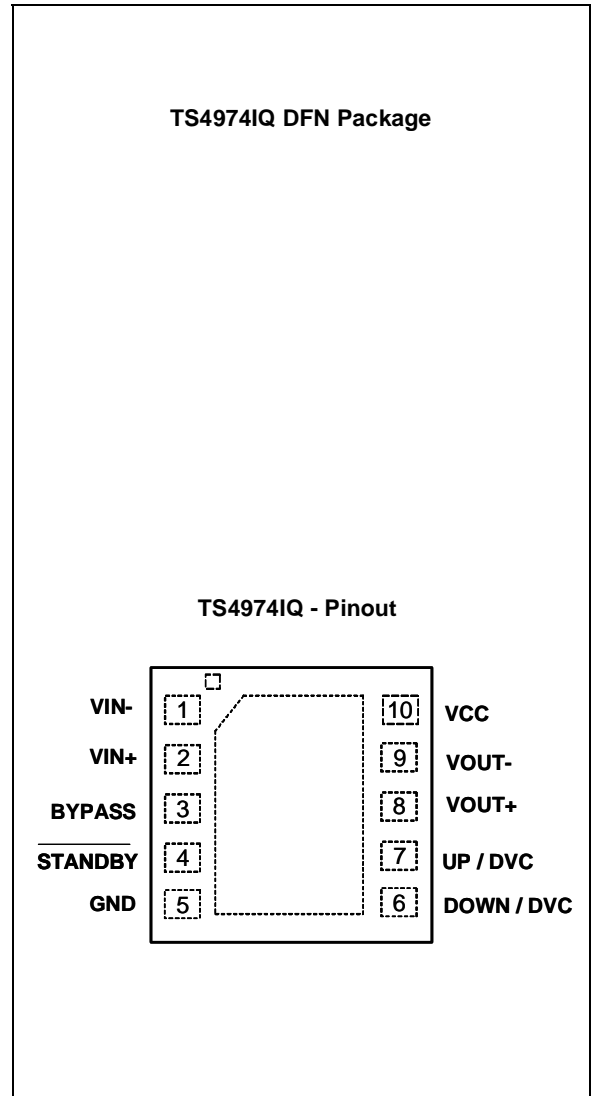 TS4974IQ DFN Package
TS4974IQ - Pinout
VIN- 1 10 VCC
VIN+ 2 9 VOUT-
BYPASS 3 8 VOUT+
STANDBY 4 7 UP / DVC
GND 5 6 DOWN / DVC